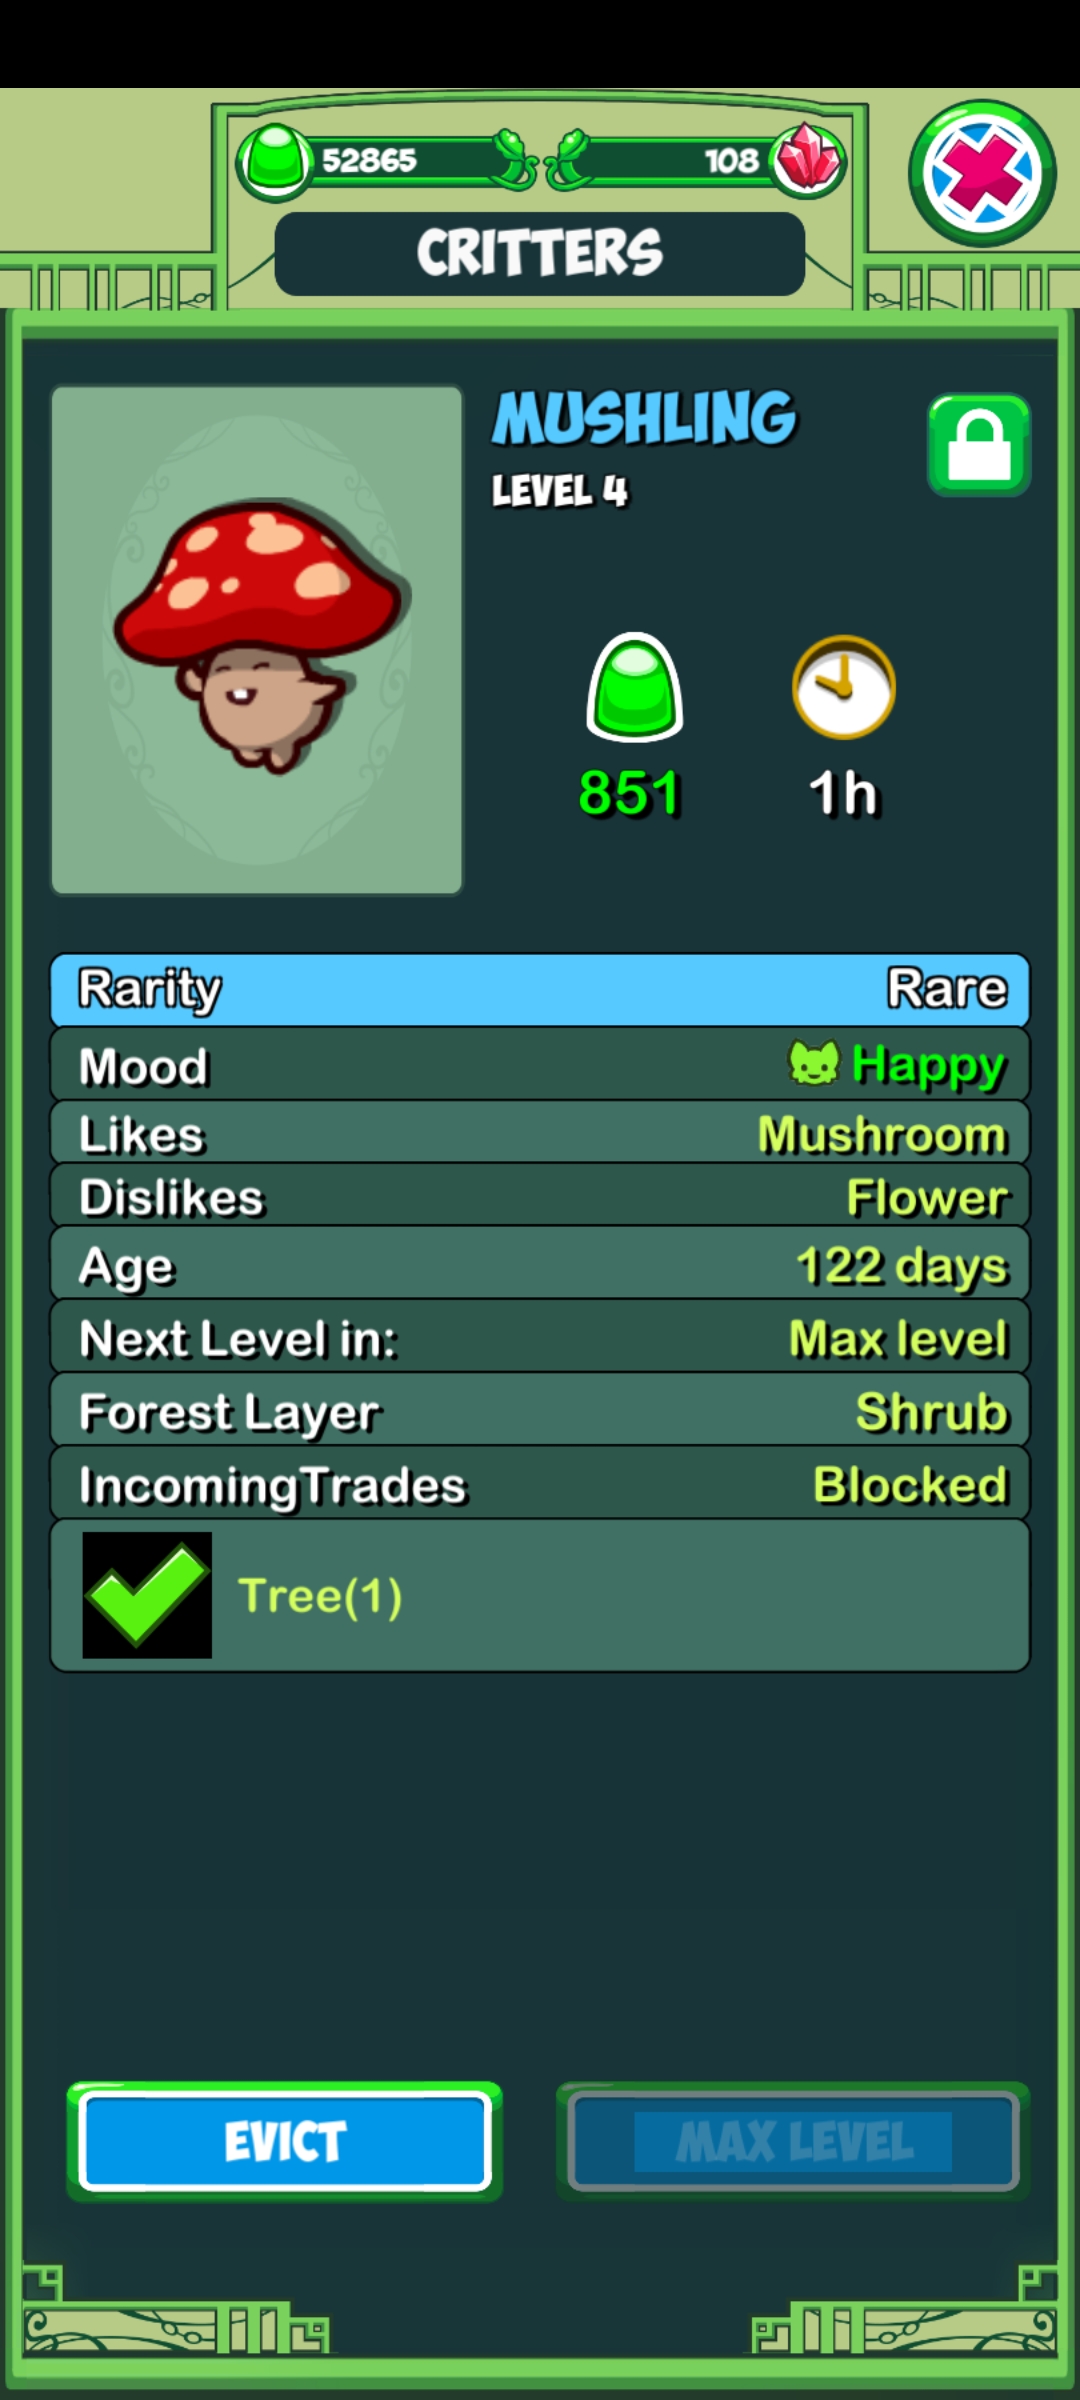 52865 108
CRITTERS
MUSHLING
LEVEL 4
851 1h
Rarity Rare
Mood Happy
Likes Mushroom
Dislikes Flower
Age 122 days
Next Level in: Max level
Forest Layer Shrub
IncomingTrades Blocked
Tree(1)
EVICT MAX LEVEL